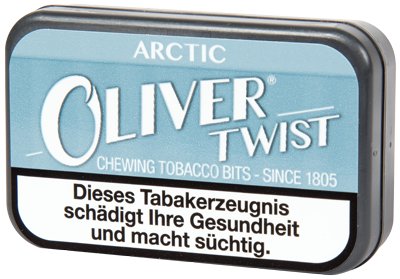 ARCTIC
OLIVER®
TWIST
CHEWING TOBACCO BITS - SINCE 1805
Dieses Tabakerzeugnis
schädigt Ihre Gesundheit
und macht süchtig.